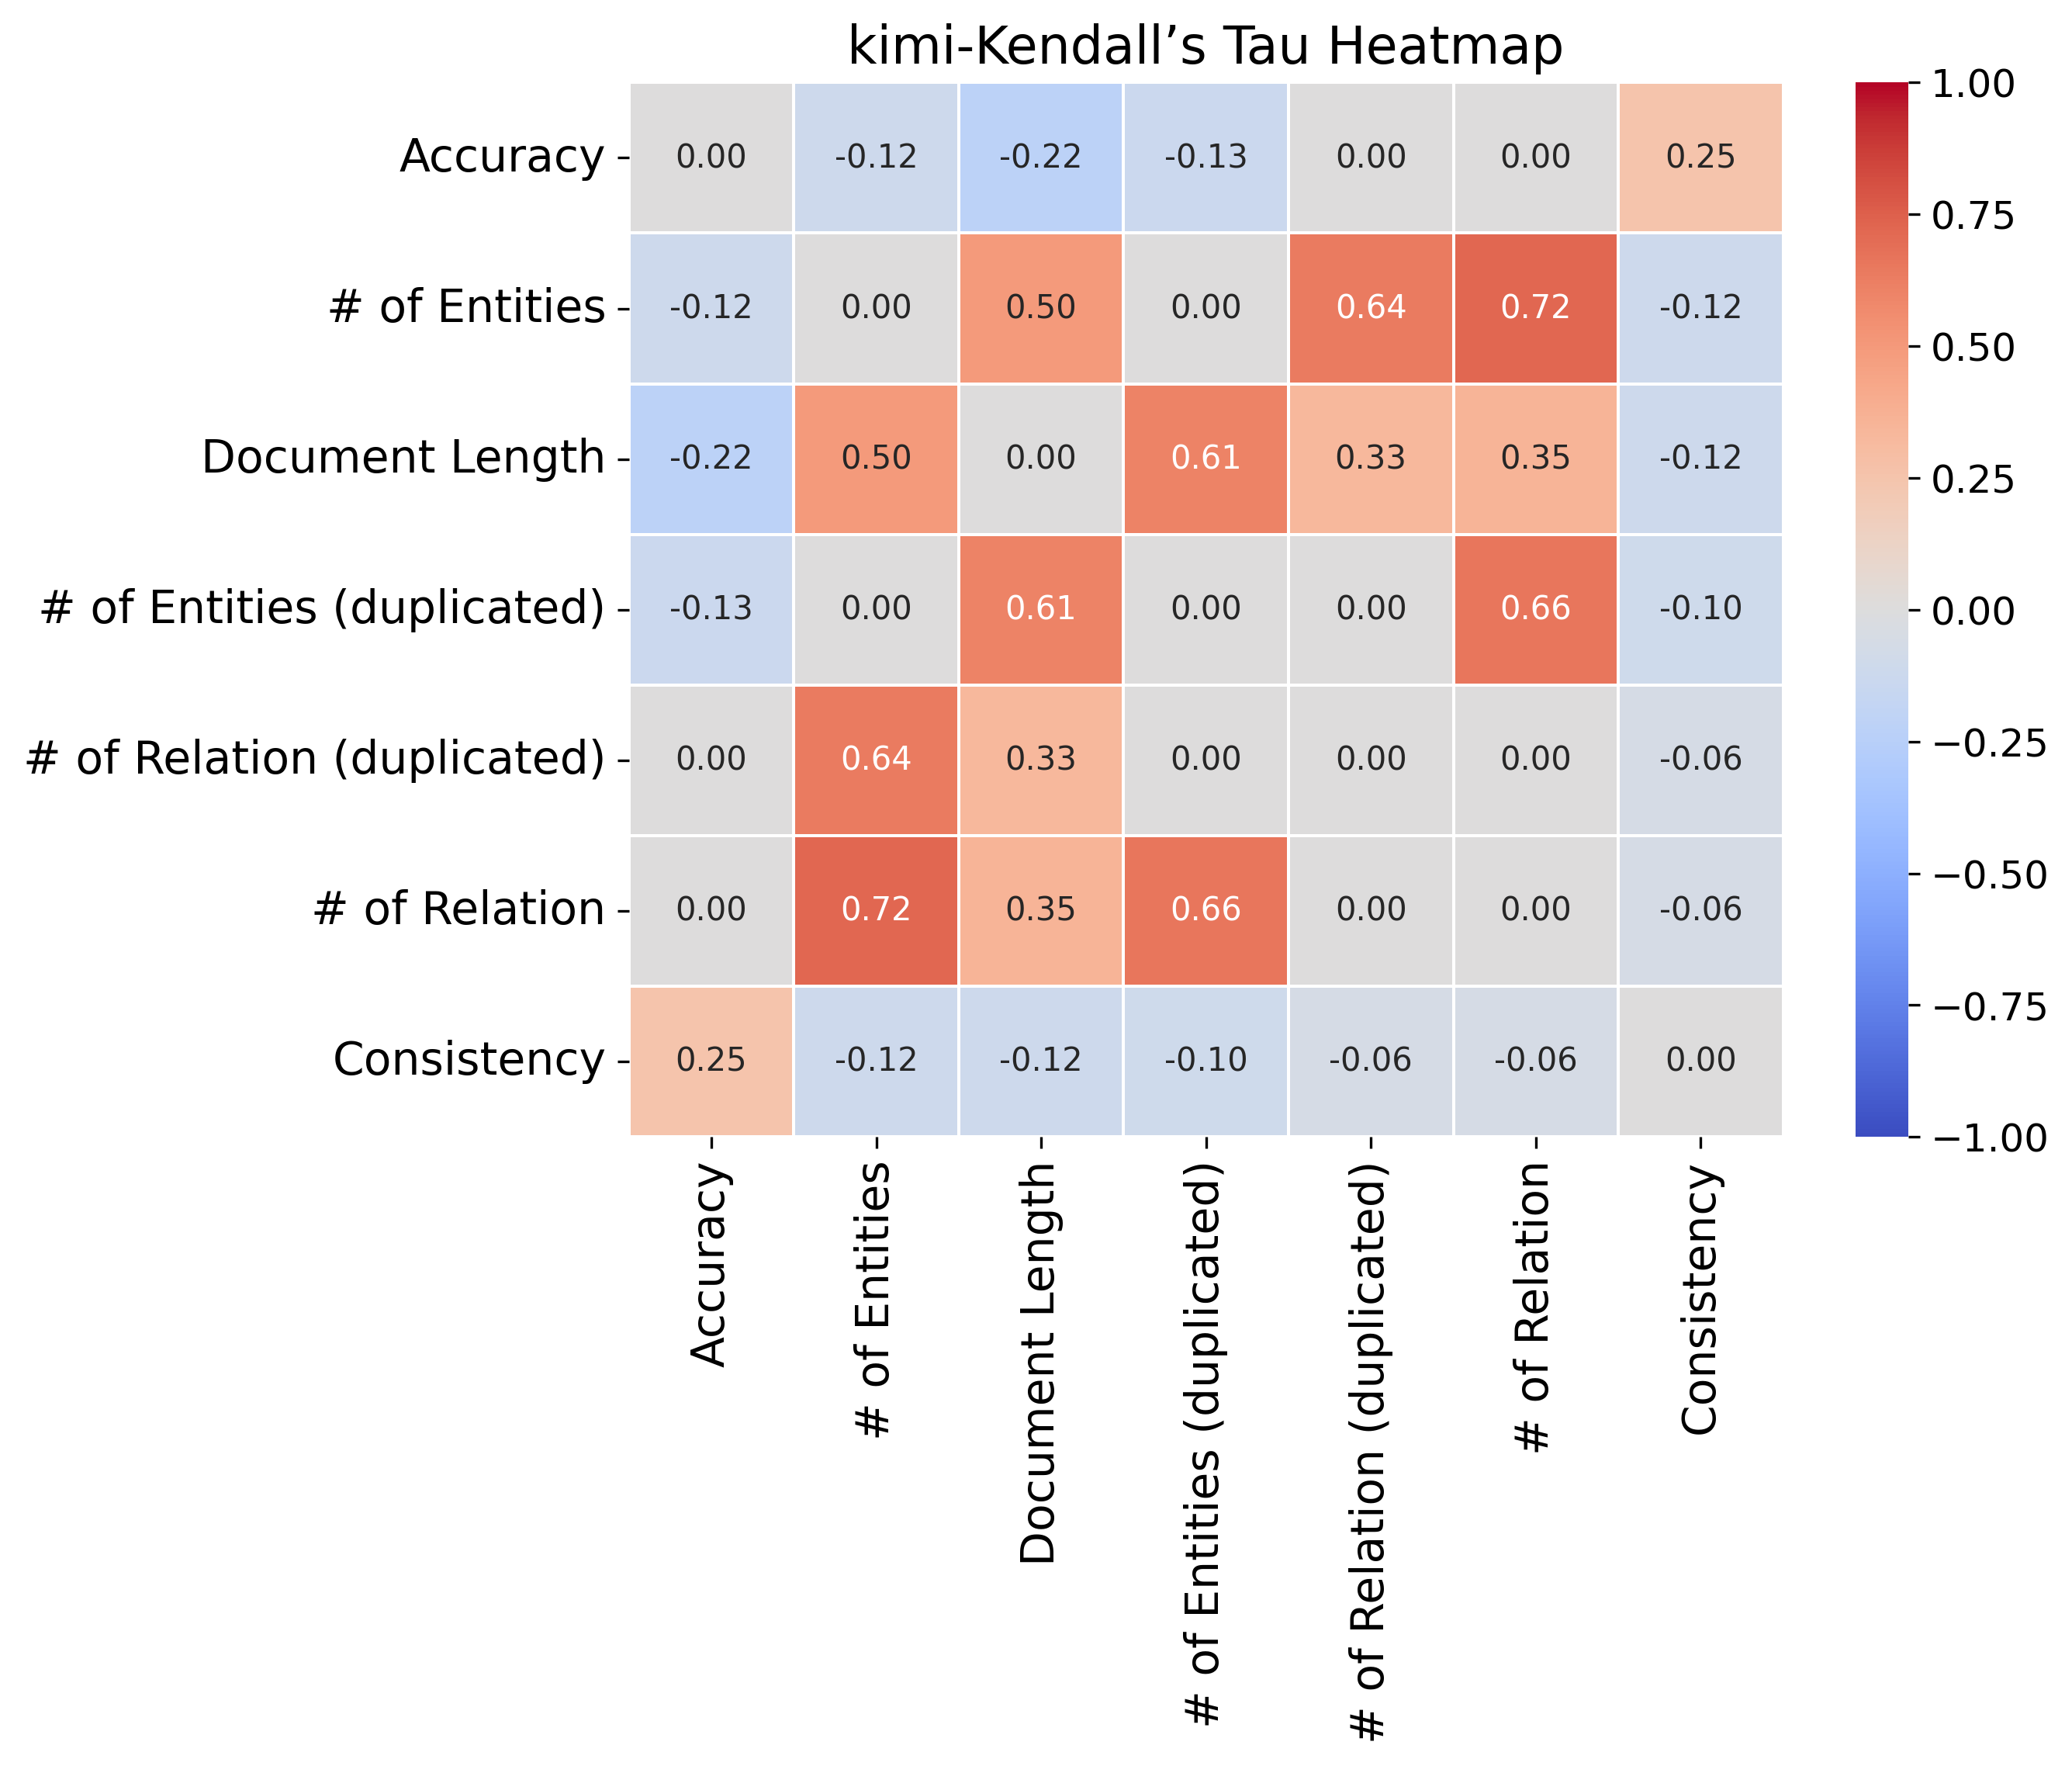 kimi-Kendall’s Tau Heatmap
Accuracy 0.00 -0.12 -0.22 -0.13 0.00 0.00 0.25
# of Entities -0.12 0.00 0.50 0.00 0.64 0.72 -0.12
Document Length -0.22 0.50 0.00 0.61 0.33 0.35 -0.12
# of Entities (duplicated) -0.13 0.00 0.61 0.00 0.00 0.66 -0.10
# of Relation (duplicated) 0.00 0.64 0.33 0.00 0.00 0.00 -0.06
# of Relation 0.00 0.72 0.35 0.66 0.00 0.00 -0.06
Consistency 0.25 -0.12 -0.12 -0.10 -0.06 -0.06 0.00
Accuracy
# of Entities
Document Length
# of Entities (duplicated)
# of Relation (duplicated)
# of Relation
Consistency
1.00
0.75
0.50
0.25
0.00
−0.25
−0.50
−0.75
−1.00